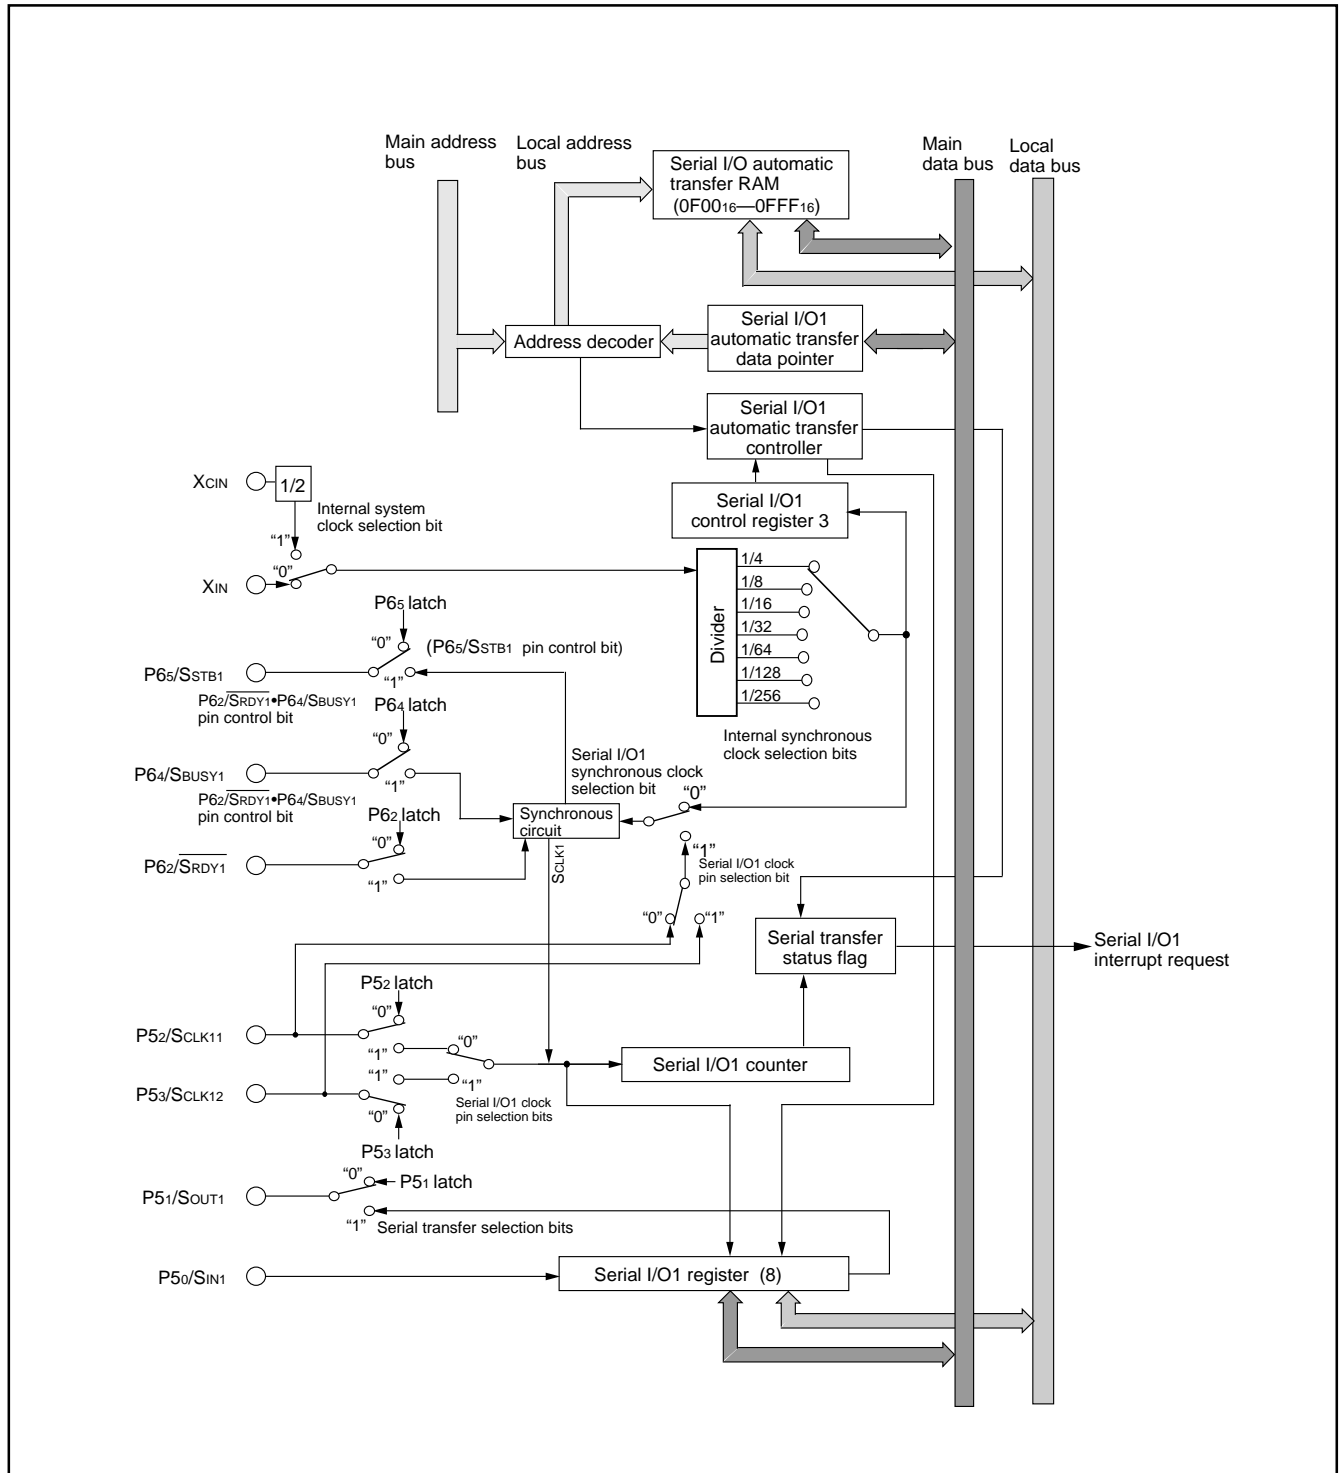 Main address
bus
Local address
bus
Serial I/O automatic
transfer RAM
(0F0016—0FFF16)
Main
data bus
Local
data bus
Address decoder
Serial I/O1
automatic transfer
data pointer
Serial I/O1
automatic transfer
controller
XCIN
1/2
Internal system
clock selection bit
“1”
Serial I/O1
control register 3
XIN
“0”
Divider
1/4
1/8
1/16
1/32
1/64
1/128
1/256
Internal synchronous
clock selection bits
P65 latch
“0”
(P65/SSTB1 pin control bit)
P65/SSTB1
“1”
P62/SRDY1•P64/SBUSY1
pin control bit
P64 latch
“0”
P64/SBUSY1
“1”
Serial I/O1
synchronous clock
selection bit
“0”
P62/SRDY1•P64/SBUSY1
pin control bit
P62 latch
“0”
Synchronous
circuit
P62/SRDY1
“1”
SCLK1
“1”
Serial I/O1 clock
pin selection bit
“0”
“1”
Serial transfer
status flag
Serial I/O1
interrupt request
P52 latch
“0”
P52/SCLK11
“1”
“0”
Serial I/O1 counter
P53/SCLK12
“1”
“1”
Serial I/O1 clock
pin selection bits
“0”
P53 latch
“0”
P51 latch
P51/SOUT1
“1”
Serial transfer selection bits
P50/SIN1
Serial I/O1 register (8)